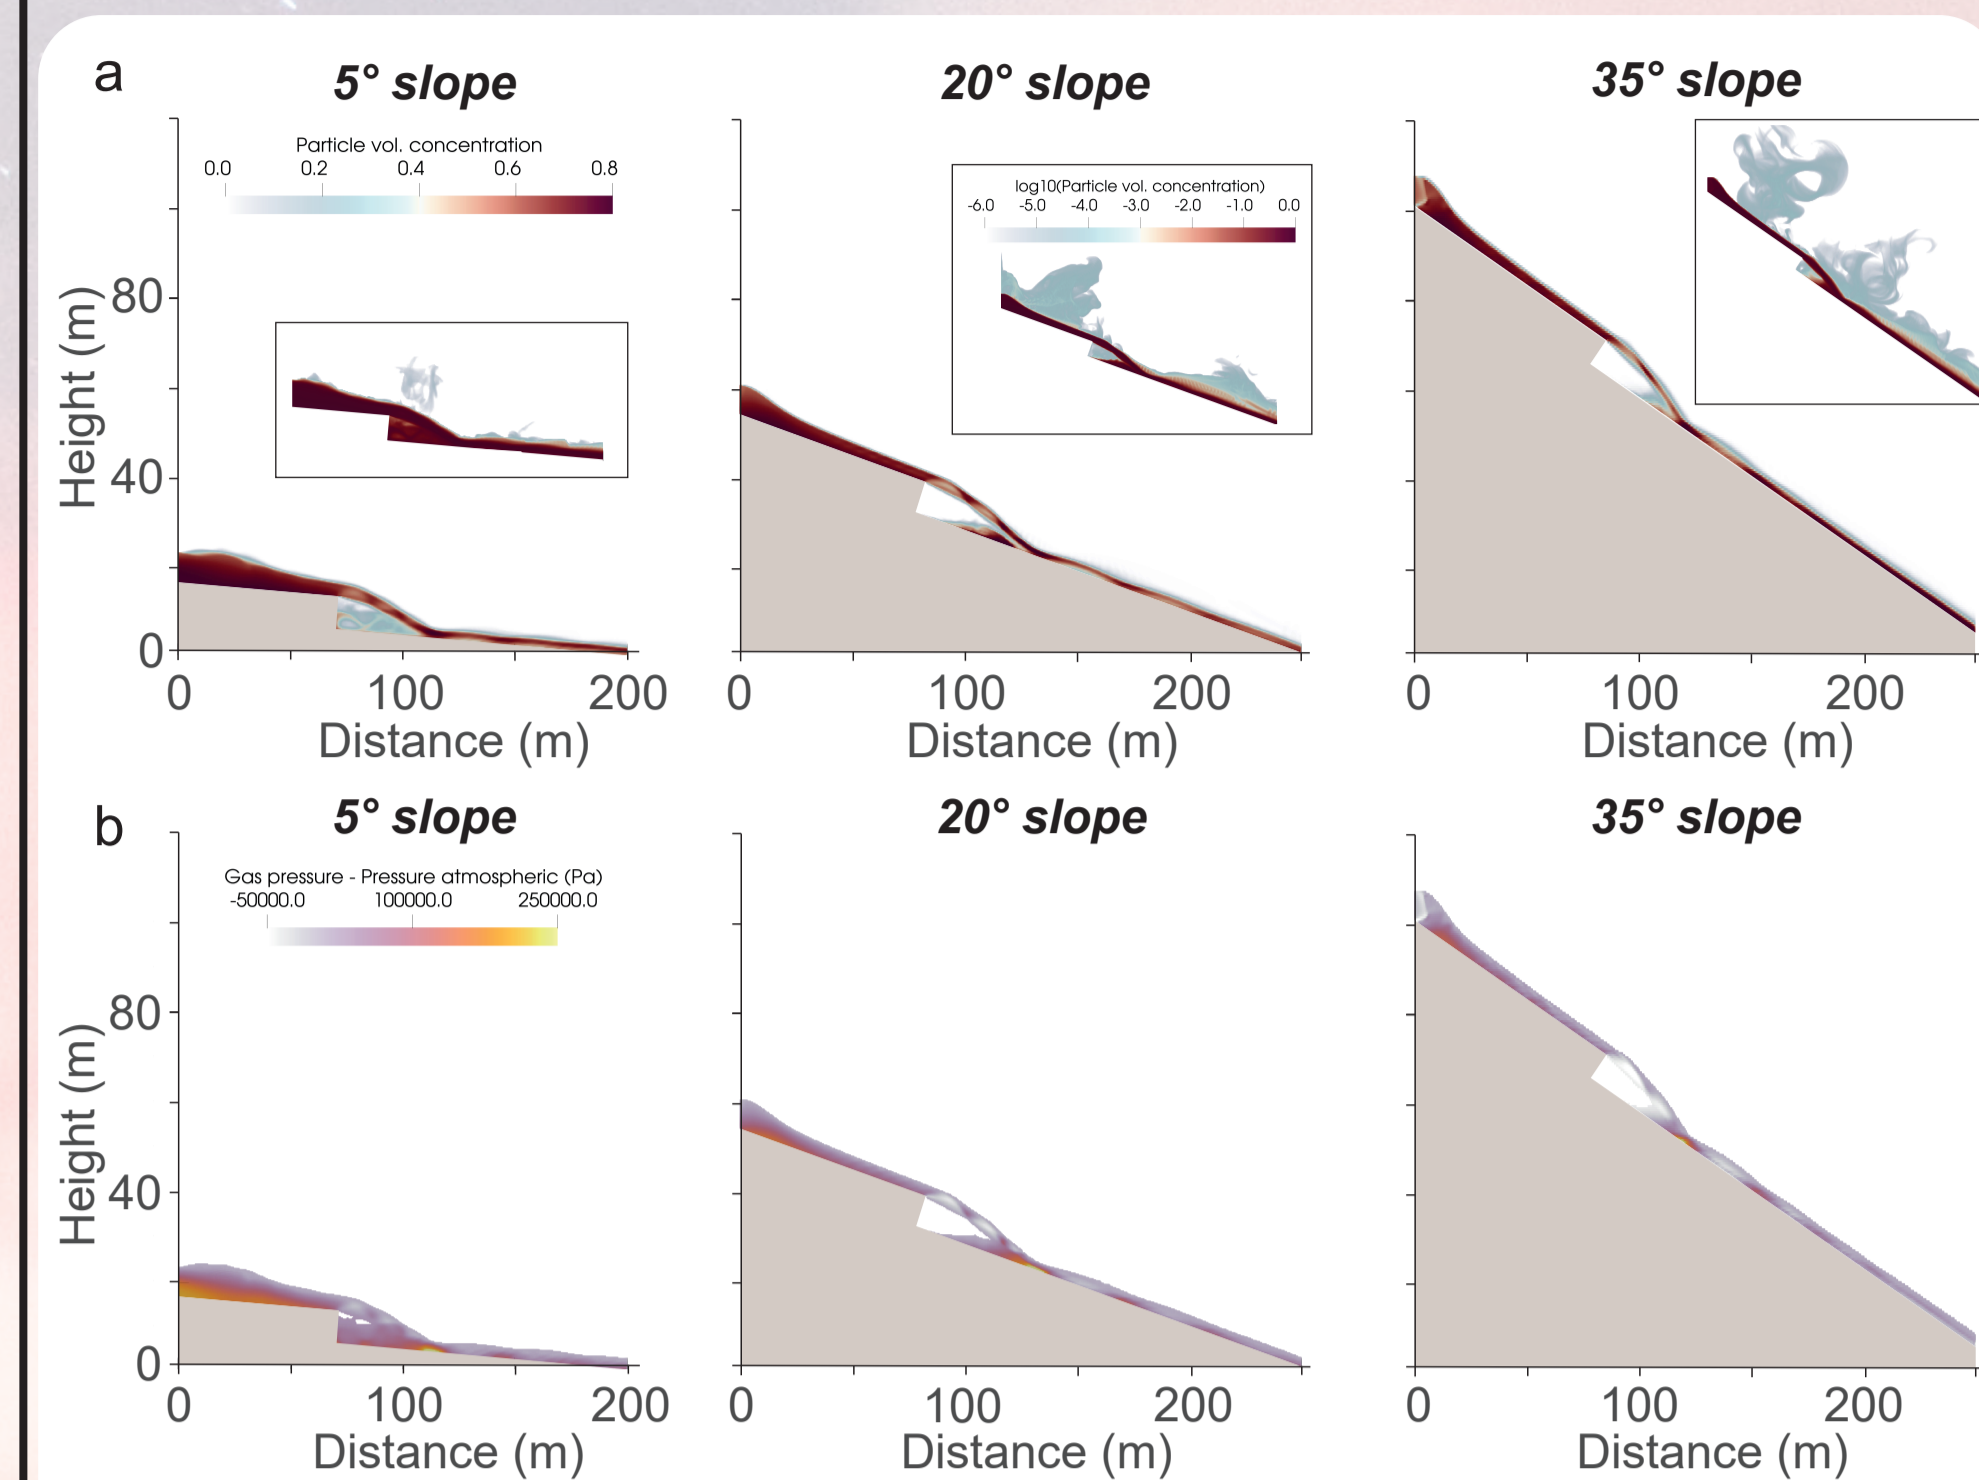 a
5° slope
20° slope
35° slope
Particle vol. concentration
0.0 0.2 0.4 0.6 0.8
log10(Particle vol. concentration)
-6.0 -5.0 -4.0 -3.0 -2.0 -1.0 0.0
Height (m)
80
40
0
0 100 200
Distance (m)
0 100 200
Distance (m)
0 100 200
Distance (m)
b
5° slope
20° slope
35° slope
Gas pressure - Pressure atmospheric (Pa)
-50000.0 100000.0 250000.0
Height (m)
80
40
0
0 100 200
Distance (m)
0 100 200
Distance (m)
0 100 200
Distance (m)